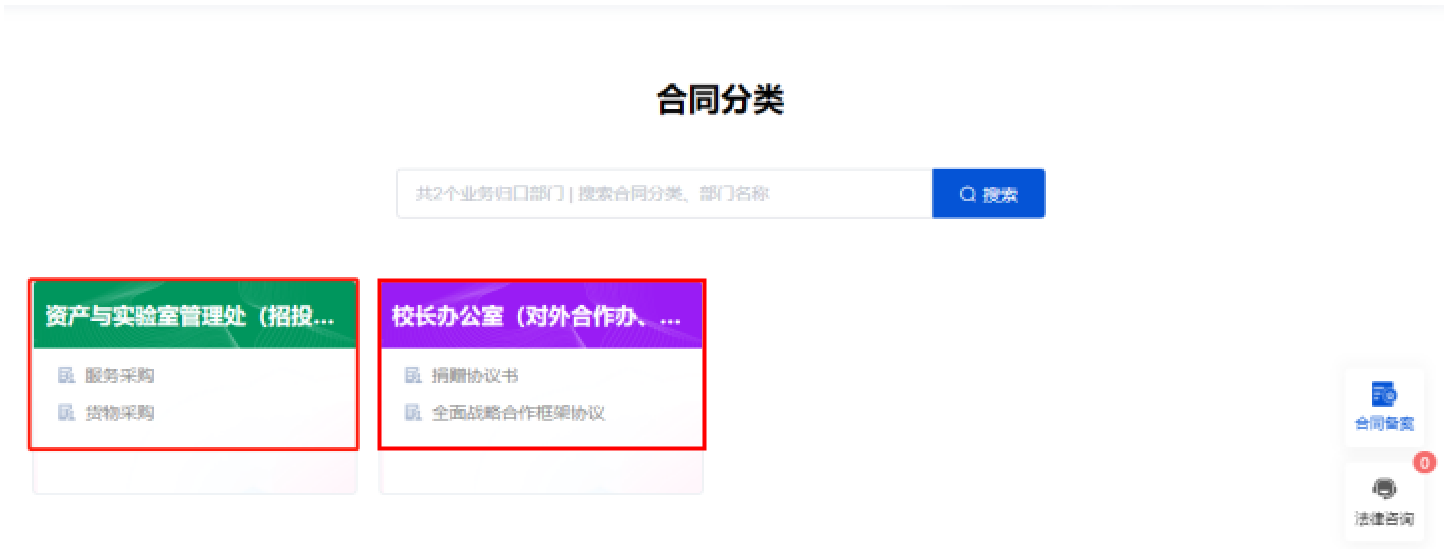 合同分类
共2个业务归口部门 | 搜索合同分类、部门名称
搜索
资产与实验室管理处（招投...
校长办公室（对外合作办、...
服务采购
货物采购
捐赠协议书
全面战略合作框架协议
合同备案
0
法律咨询